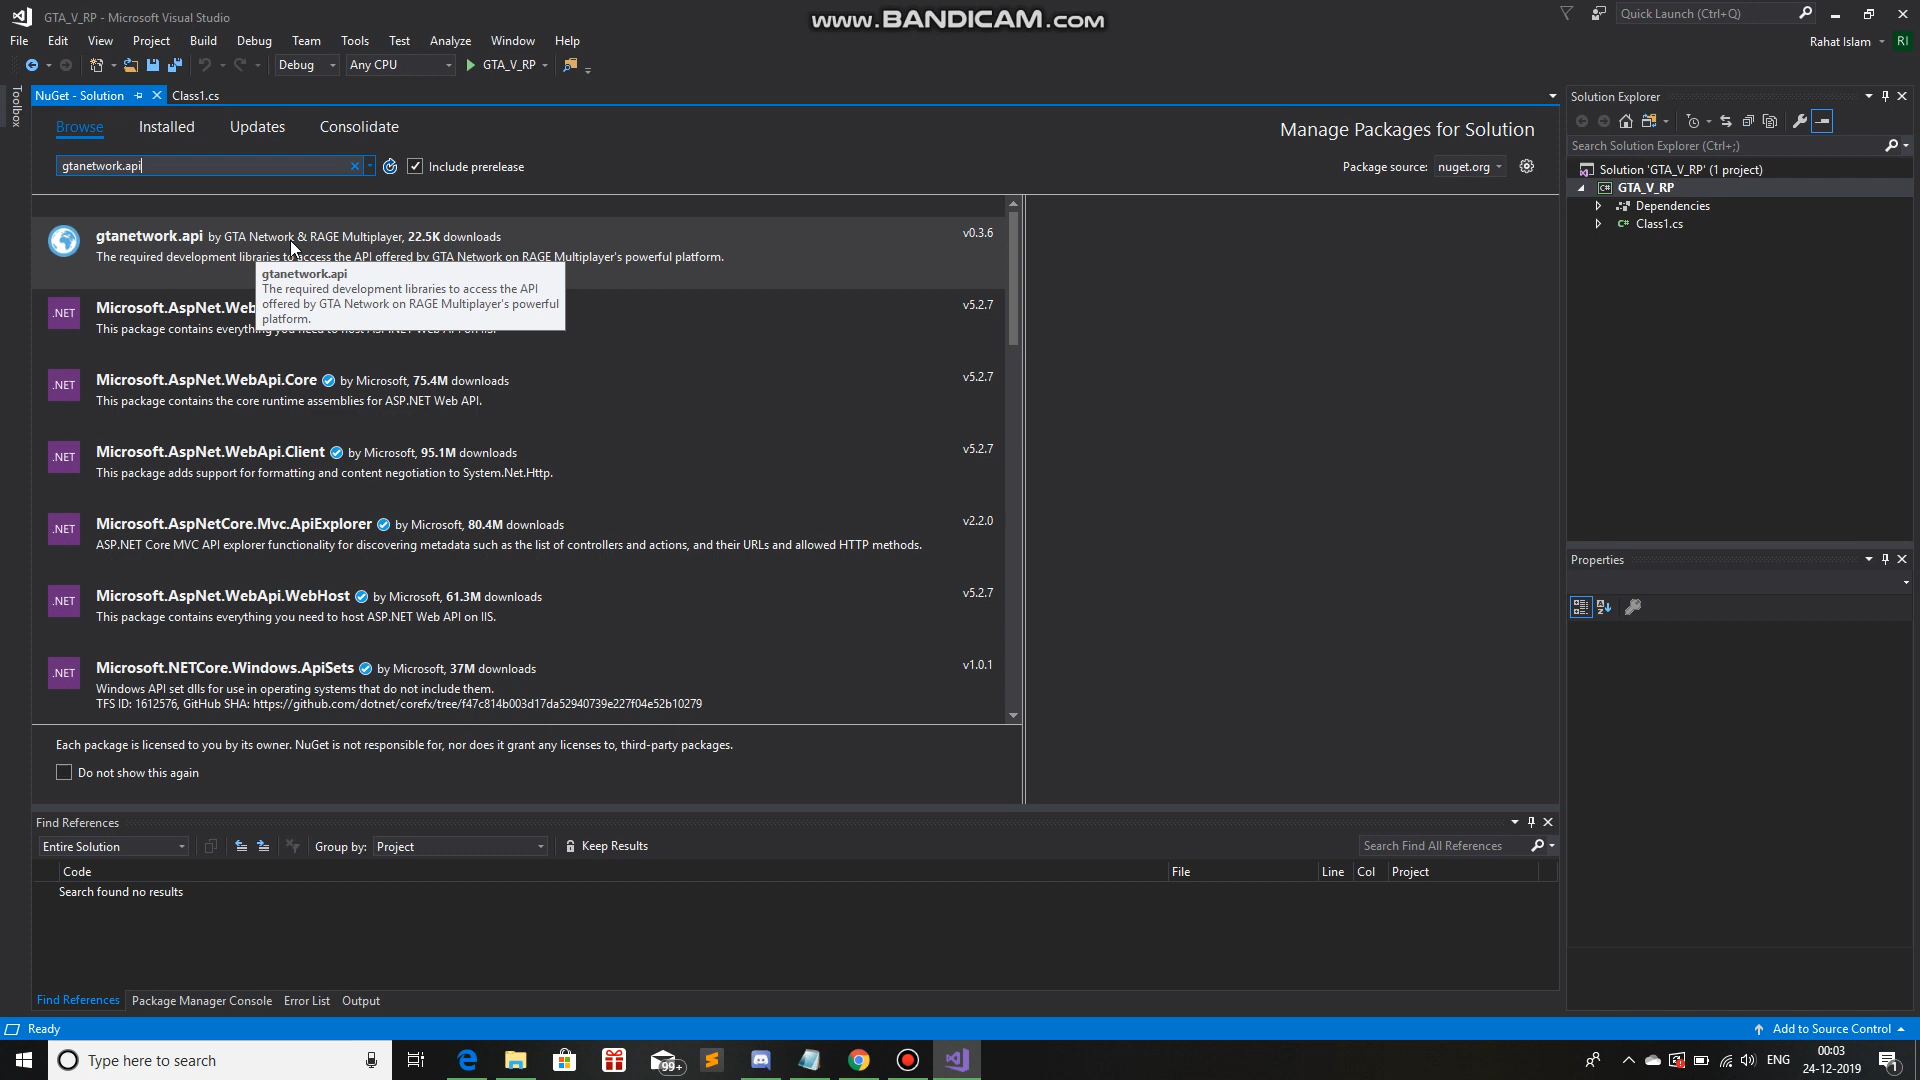 GTA_V_RP - Microsoft Visual Studio
www.BANDICAM.com
Quick Launch (Ctrl+Q)
File Edit View Project Build Debug Team Tools Test Analyze Window Help
Rahat Islam RI
Debug Any CPU GTA_V_RP
Toolbox
NuGet - Solution Class1.cs
Browse Installed Updates Consolidate
Manage Packages for Solution
gtanetwork.api Include prerelease
Package source: nuget.org
gtanetwork.api by GTA Network & RAGE Multiplayer, 22.5K downloads v0.3.6
The required development libraries to access the API offered by GTA Network on RAGE Multiplayer's powerful platform.
gtanetwork.api
The required development libraries to access the API
offered by GTA Network on RAGE Multiplayer's powerful
platform.
.NET Microsoft.AspNet.Web v5.2.7
This package contains everything you need to host ASP.NET Web API on IIS.
.NET Microsoft.AspNet.WebApi.Core by Microsoft, 75.4M downloads v5.2.7
This package contains the core runtime assemblies for ASP.NET Web API.
.NET Microsoft.AspNet.WebApi.Client by Microsoft, 95.1M downloads v5.2.7
This package adds support for formatting and content negotiation to System.Net.Http.
.NET Microsoft.AspNetCore.Mvc.ApiExplorer by Microsoft, 80.4M downloads v2.2.0
ASP.NET Core MVC API explorer functionality for discovering metadata such as the list of controllers and actions, and their URLs and allowed HTTP methods.
.NET Microsoft.AspNet.WebApi.WebHost by Microsoft, 61.3M downloads v5.2.7
This package contains everything you need to host ASP.NET Web API on IIS.
.NET Microsoft.NETCore.Windows.ApiSets by Microsoft, 37M downloads v1.0.1
Windows API set dlls for use in operating systems that do not include them.
TFS ID: 1612576, GitHub SHA: https://github.com/dotnet/corefx/tree/f47c814b003d17da52940739e227f04e52b10279
Each package is licensed to you by its owner. NuGet is not responsible for, nor does it grant any licenses to, third-party packages.
Do not show this again
Solution Explorer
Search Solution Explorer (Ctrl+;)
Solution 'GTA_V_RP' (1 project)
C# GTA_V_RP
Dependencies
C# Class1.cs
Properties
Find References
Entire Solution Group by: Project Keep Results Search Find All References
Code File Line Col Project
Search found no results
Find References Package Manager Console Error List Output
Ready Add to Source Control
Type here to search
99+
ENG
00:03
24-12-2019
1